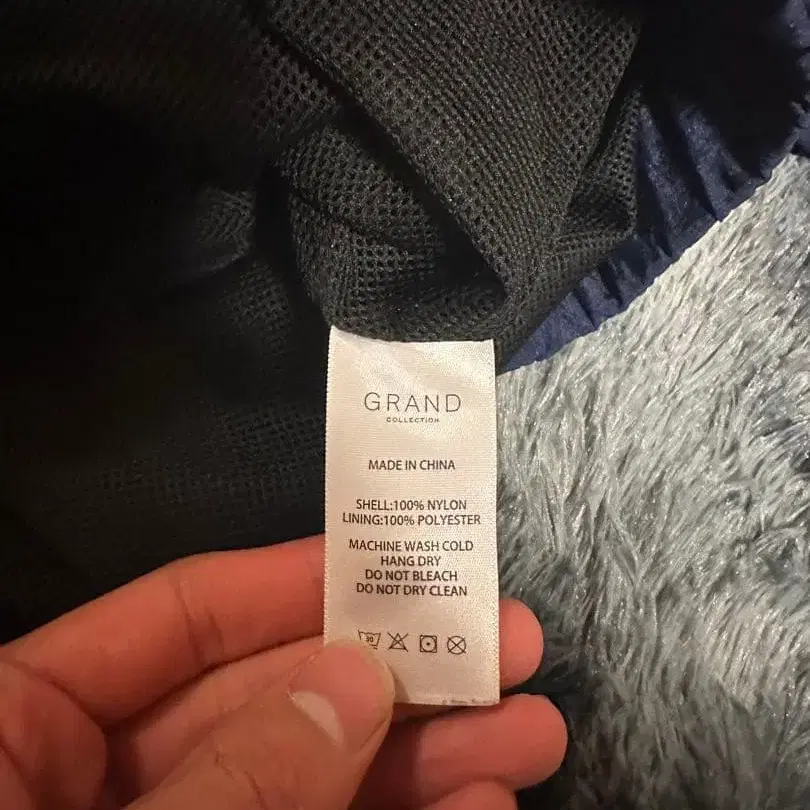 GRAND
COLLECTION
MADE IN CHINA
SHELL:100% NYLON
LINING:100% POLYESTER
MACHINE WASH COLD
HANG DRY
DO NOT BLEACH
DO NOT DRY CLEAN
30